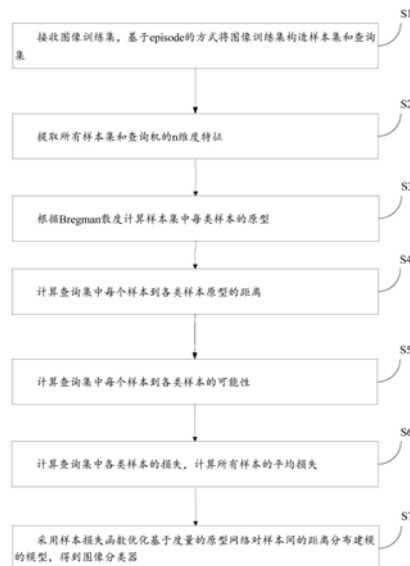 S1
接收图像训练集，基于episode的方式将图像训练集构造样本集和查询
集
S2
提取所有样本集和查询机的n维度特征
S3
根据Bregman散度计算样本集中每类样本的原型
S4
计算查询集中每个样本到各类样本原型的距离
S5
计算查询集中每个样本到各类样本的可能性
S6
计算查询集中各类样本的损失，计算所有样本的平均损失
S7
采用样本损失函数优化基于度量的原型网络对样本间的距离分布建模
的模型，得到图像分类器